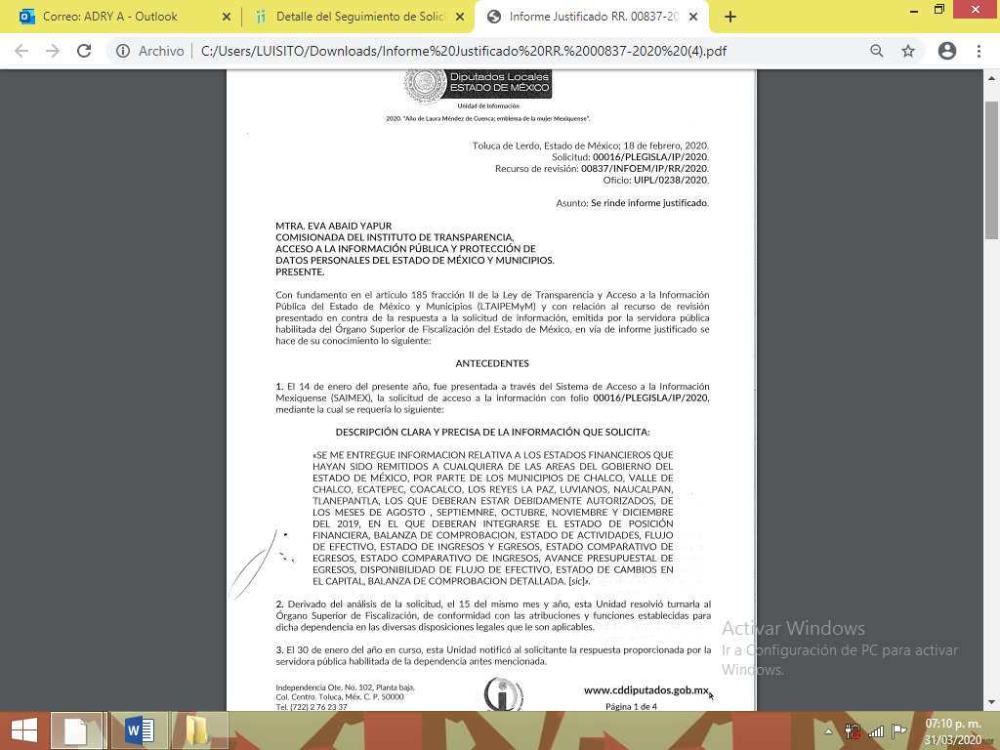 Correo: ADRY A - Outlook
Detalle del Seguimiento de Solic
Informe Justificado RR. 00837-20
Archivo
C:/Users/LUISITO/Downloads/Informe%20Justificado%20RR.%2000837-2020%20(4).pdf
Diputados Locales
ESTADO DE MÉXICO
Unidad de Información
2020. "Año de Laura Méndez de Cuenca; emblema de la mujer Mexiquense".
Toluca de Lerdo, Estado de México; 18 de febrero, 2020.
Solicitud: 00016/PLEGISLA/IP/2020.
Recurso de revisión: 00837/INFOEM/IP/RR/2020.
Oficio: UIPL/0238/2020.
Asunto: Se rinde informe justificado.
MTRA. EVA ABAID YAPUR
COMISIONADA DEL INSTITUTO DE TRANSPARENCIA,
ACCESO A LA INFORMACIÓN PÚBLICA Y PROTECCIÓN DE
DATOS PERSONALES DEL ESTADO DE MÉXICO Y MUNICIPIOS.
PRESENTE.
Con fundamento en el artículo 185 fracción II de la Ley de Transparencia y Acceso a la Información
Pública del Estado de México y Municipios (LTAIPEMyM) y con relación al recurso de revisión
presentado en contra de la respuesta a la solicitud de información, emitida por la servidora pública
habilitada del Órgano Superior de Fiscalización del Estado de México, en vía de informe justificado se
hace de su conocimiento lo siguiente:
ANTECEDENTES
1. El 14 de enero del presente año, fue presentada a través del Sistema de Acceso a la Información
Mexiquense (SAIMEX), la solicitud de acceso a la información con folio 00016/PLEGISLA/IP/2020,
mediante la cual se requería lo siguiente:
DESCRIPCIÓN CLARA Y PRECISA DE LA INFORMACIÓN QUE SOLICITA:
«SE ME ENTREGUE INFORMACION RELATIVA A LOS ESTADOS FINANCIEROS QUE
HAYAN SIDO REMITIDOS A CUALQUIERA DE LAS AREAS DEL GOBIERNO DEL
ESTADO DE MÉXICO, POR PARTE DE LOS MUNICIPIOS DE CHALCO, VALLE DE
CHALCO, ECATEPEC, COACALCO, LOS REYES LA PAZ, LUVIANOS, NAUCALPAN,
TLANEPANTLA, LOS QUE DEBERAN ESTAR DEBIDAMENTE AUTORIZADOS, DE
LOS MESES DE AGOSTO , SEPTIEMNRE, OCTUBRE, NOVIEMBRE Y DICIEMBRE
DEL 2019, EN EL QUE DEBERAN INTEGRARSE EL ESTADO DE POSICIÓN
FINANCIERA, BALANZA DE COMPROBACION, ESTADO DE ACTIVIDADES, FLUJO
DE EFECTIVO, ESTADO DE INGRESOS Y EGRESOS, ESTADO COMPARATIVO DE
EGRESOS, ESTADO COMPARATIVO DE INGRESOS, AVANCE PRESUPUESTAL DE
EGRESOS, DISPONIBILIDAD DE FLUJO DE EFECTIVO, ESTADO DE CAMBIOS EN
EL CAPITAL, BALANZA DE COMPROBACION DETALLADA. [sic]».
2. Derivado del análisis de la solicitud, el 15 del mismo mes y año, esta Unidad resolvió turnarla al
Órgano Superior de Fiscalización, de conformidad con las atribuciones y funciones establecidas para
dicha dependencia en las diversas disposiciones legales que le son aplicables.
3. El 30 de enero del año en curso, esta Unidad notificó al solicitante la respuesta proporcionada por la
servidora pública habilitada de la dependencia antes mencionada.
Independencia Ote. No. 102, Planta baja,
Col. Centro. Toluca, Méx. C. P. 50000
Tel. (722) 2 76 23 37
www.cddiputados.gob.mx
Página 1 de 4
Activar Windows
Ir a Configuración de PC para activar
Windows.
07:10 p. m.
31/03/2020